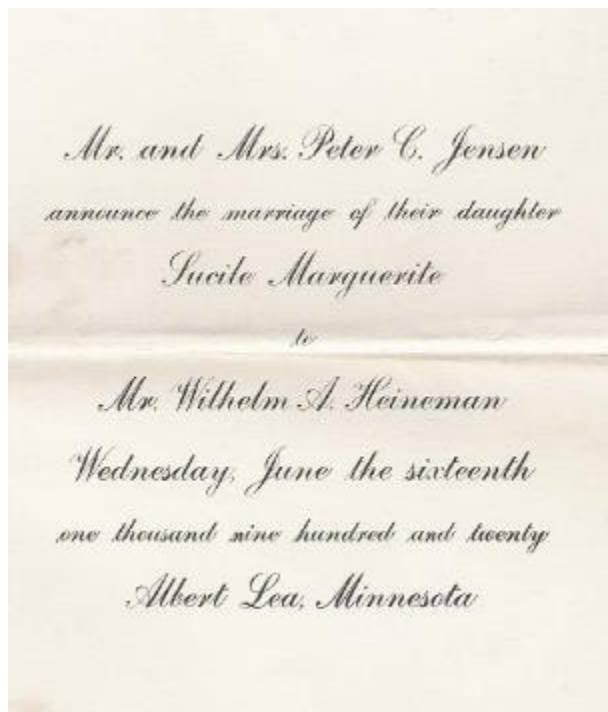 Mr. and Mrs. Peter C. Jensen
announce the marriage of their daughter
Lucile Marguerite
to
Mr. Wilhelm A. Heineman
Wednesday, June the sixteenth
one thousand nine hundred and twenty
Albert Lea, Minnesota